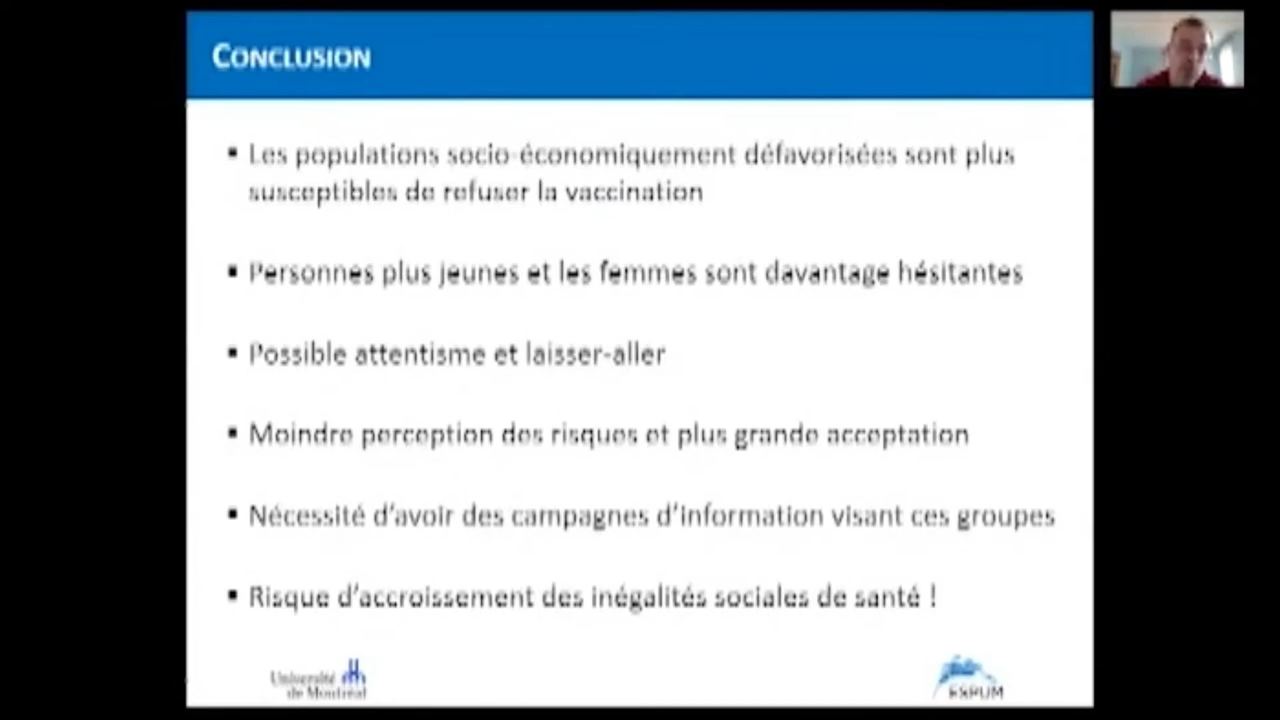 CONCLUSION
▪ Les populations socio-économiquement défavorisées sont plus
susceptibles de refuser la vaccination
▪ Personnes plus jeunes et les femmes sont davantage hésitantes
▪ Possible attentisme et laisser-aller
▪ Moindre perception des risques et plus grande acceptation
▪ Nécessité d'avoir des campagnes d'information visant ces groupes
▪ Risque d'accroissement des inégalités sociales de santé !
Université
de Montréal
ESPUM